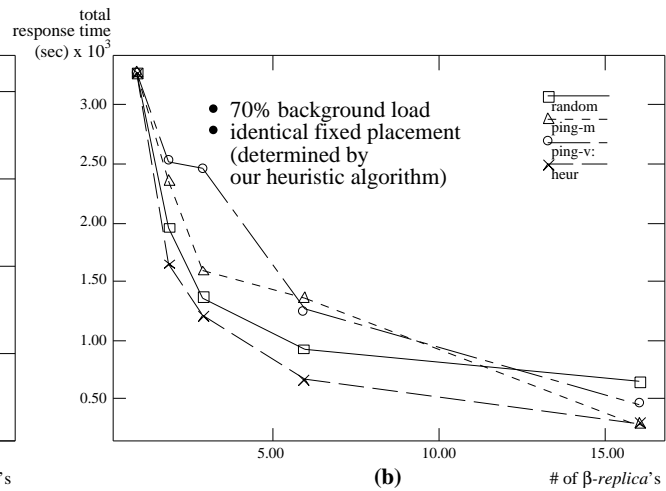 total
response time
(sec) x 10³
3.00
2.50
2.00
1.50
1.00
0.50
• 70% background load
• identical fixed placement
(determined by
our heuristic algorithm)
random
ping-m
ping-v:
heur
5.00
10.00
15.00
's
(b)
# of β-replica's